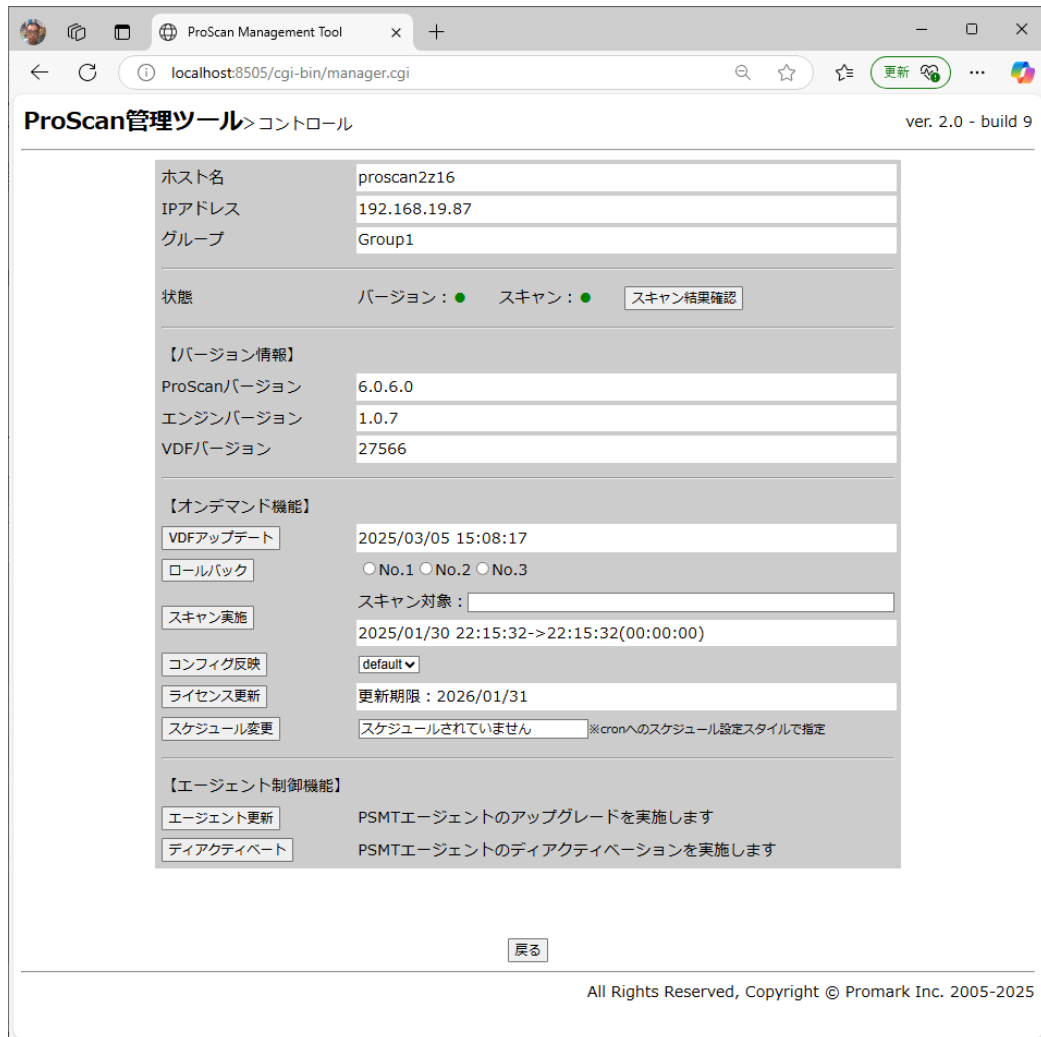 ProScan Management Tool
localhost:8505/cgi-bin/manager.cgi 更新
ProScan管理ツール>コントロール ver. 2.0 - build 9
ホスト名 proscan2z16
IPアドレス 192.168.19.87
グループ Group1
状態 バージョン：● スキャン：● スキャン結果確認
【バージョン情報】
ProScanバージョン 6.0.6.0
エンジンバージョン 1.0.7
VDFバージョン 27566
【オンデマンド機能】
VDFアップデート 2025/03/05 15:08:17
ロールバック No.1 No.2 No.3
スキャン対象：
スキャン実施
2025/01/30 22:15:32->22:15:32(00:00:00)
コンフィグ反映 default
ライセンス更新 更新期限：2026/01/31
スケジュール変更 スケジュールされていません ※cronへのスケジュール設定スタイルで指定
【エージェント制御機能】
エージェント更新 PSMTエージェントのアップグレードを実施します
ディアクティベート PSMTエージェントのディアクティベーションを実施します
戻る
All Rights Reserved, Copyright © Promark Inc. 2005-2025